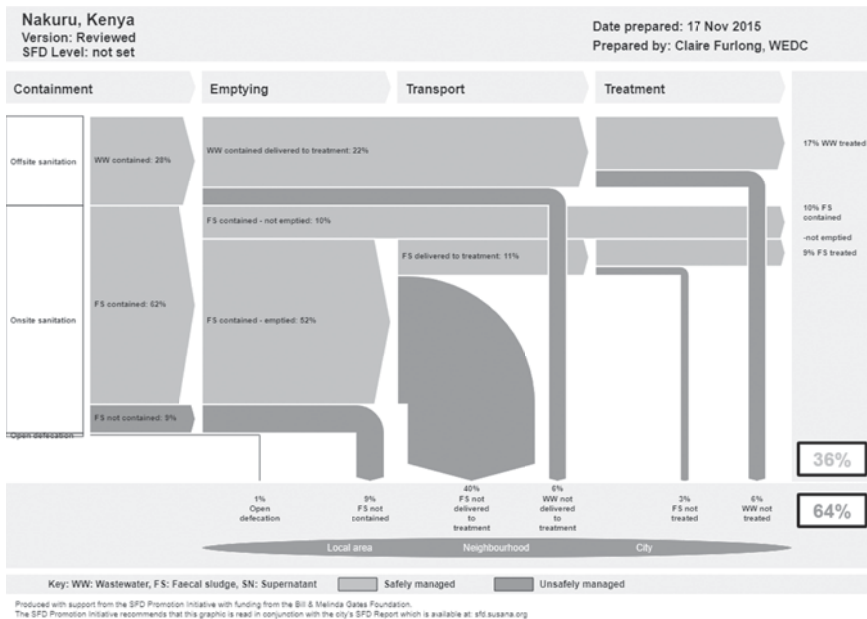 Nakuru, Kenya
Version: Reviewed
SFD Level: not set
Date prepared: 17 Nov 2015
Prepared by: Claire Furlong, WEDC
Containment
Emptying
Transport
Treatment
Offsite sanitation
WW contained: 28%
WW contained delivered to treatment: 22%
17% WW treated
FS contained - not emptied: 10%
10% FS
contained
-not emptied
9% FS treated
FS delivered to treatment: 11%
Onsite sanitation
FS contained: 62%
FS contained - emptied: 52%
FS not contained: 9%
Open defecation
36%
64%
1%
Open
defecation
9%
FS not
contained
40%
FS not
delivered
to
treatment
6%
WW not
delivered to
treatment
3%
FS not
treated
6%
WW not
treated
Local area
Neighbourhood
City
Key: WW: Wastewater, FS: Faecal sludge, SN: Supernatant
Safely managed
Unsafely managed
Produced with support from the SFD Promotion Initiative with funding from the Bill & Melinda Gates Foundation.
The SFD Promotion Initiative recommends that this graphic is read in conjunction with the city's SFD Report which is available at: sfd.susana.org